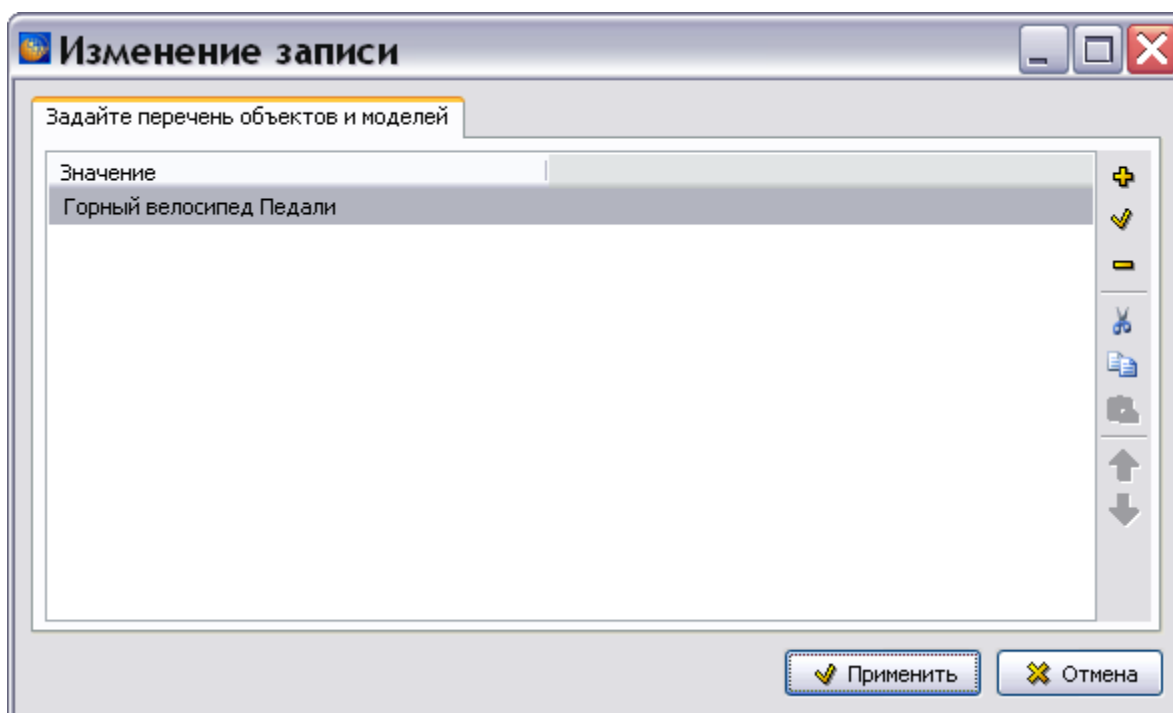 Изменение записи
Задайте перечень объектов и моделей
Значение
Горный велосипед Педали
Применить
Отмена